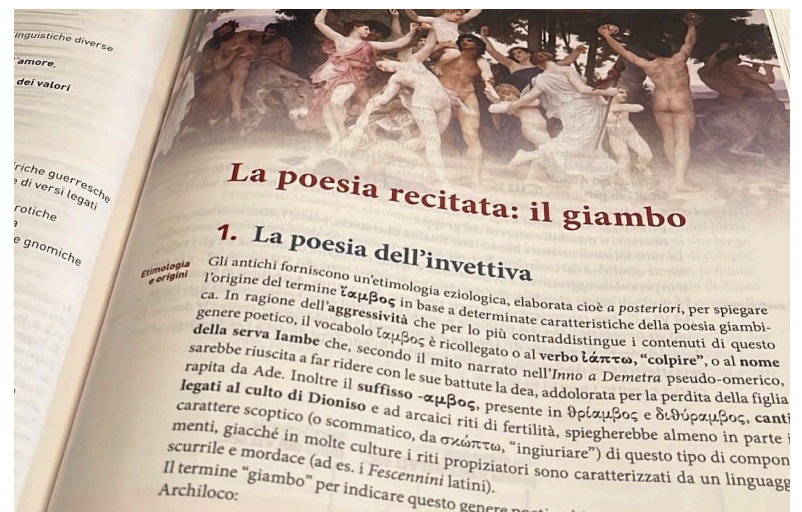 inguistiche diverse
'amore,
dei valori
riche guerresche
e di versi legati
rotiche
a
e gnomiche
La poesia recitata: il giambo
1. La poesia dell'invettiva
Etimologia
e origini
Gli antichi forniscono un'etimologia eziologica, elaborata cioè a posteriori, per spiegare
l'origine del termine ἴαμβος in base a determinate caratteristiche della poesia giambi-
ca. In ragione dell'aggressività che per lo più contraddistingue i contenuti di questo
genere poetico, il vocabolo ἴαμβος è ricollegato o al verbo ἰάπτω, "colpire", o al nome
della serva Iambe che, secondo il mito narrato nell'Inno a Demetra pseudo-omerico,
sarebbe riuscita a far ridere con le sue battute la dea, addolorata per la perdita della figlia
rapita da Ade. Inoltre il suffisso -αμβος, presente in θρίαμβος e διθύραμβος, canti
legati al culto di Dioniso e ad arcaici riti di fertilità, spiegherebbe almeno in parte i
carattere scoptico (o scommatico, da σκώπτω, "ingiuriare") di questo tipo di compon
menti, giacché in molte culture i riti propiziatori sono caratterizzati da un linguagg
scurrile e mordace (ad es. i Fescennini latini).
Il termine "giambo" per indicare questo genere
Archiloco: